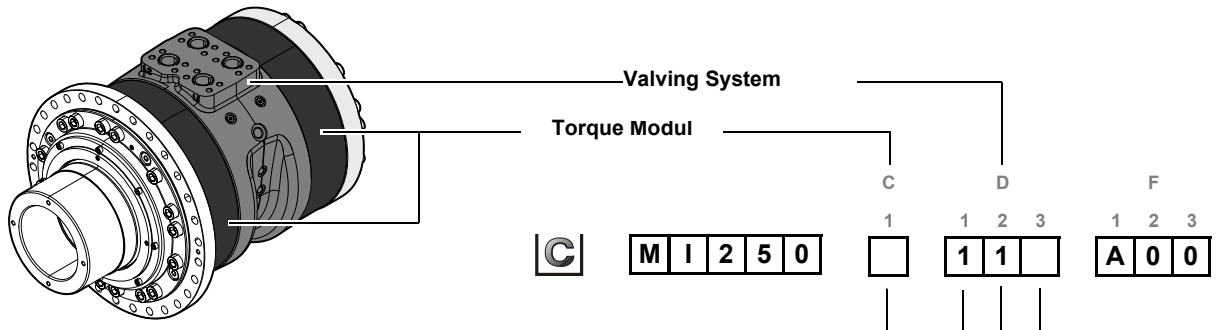 Valving System
Torque Modul
C D F
1 1 2 3 1 2 3
C M I 2 5 0 1 1 A 0 0